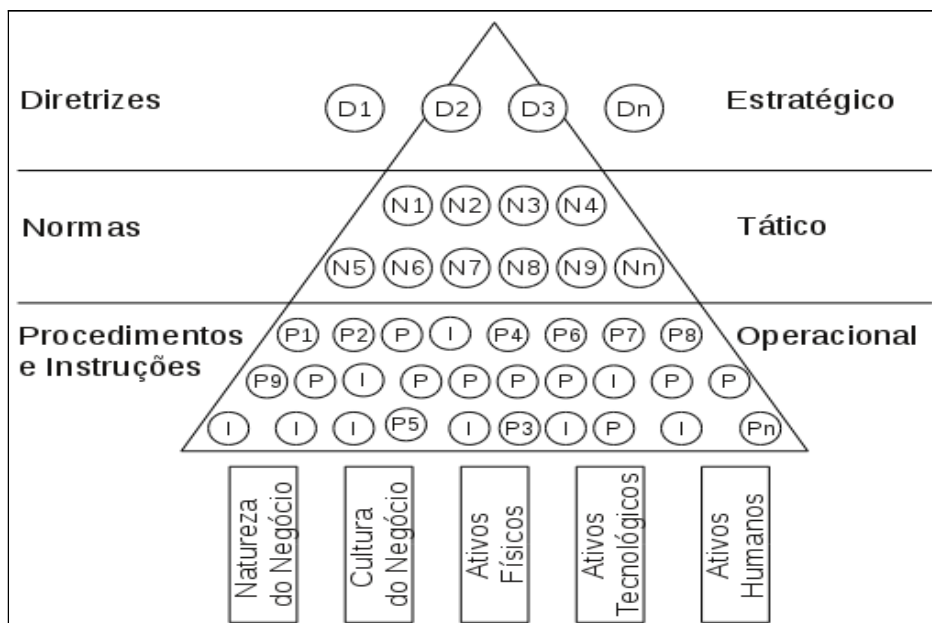 Diretrizes
D1 D2 D3 Dn
Estratégico
Normas
N1 N2 N3 N4
Tático
N5 N6 N7 N8 N9 Nn
Procedimentos
e Instruções
P1 P2 P I P4 P6 P7 P8
Operacional
P9 P I P P P P I P P
I I I P5 I P3 I P I Pn
Natureza
do Negócio
Cultura
do Negócio
Ativos
Físicos
Ativos
Tecnológicos
Ativos
Humanos